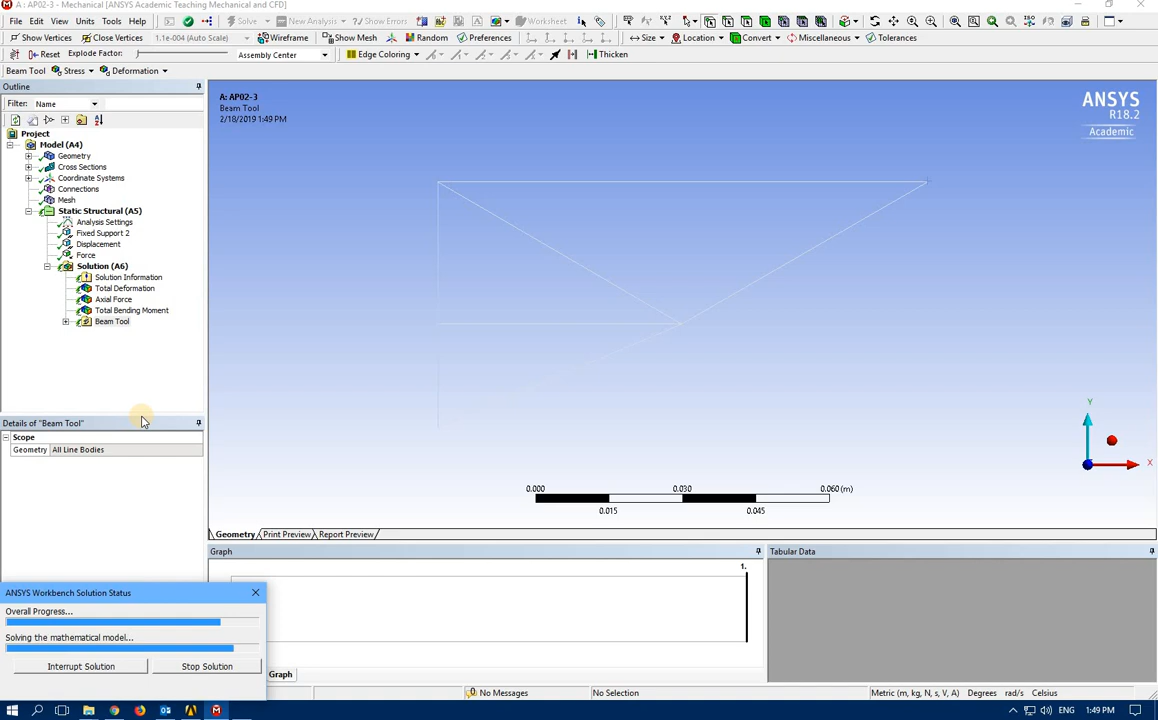 A : AP02-3 - Mechanical [ANSYS Academic Teaching Mechanical and CFD]
File Edit View Units Tools Help Solve New Analysis Show Errors Worksheet
Show Vertices Close Vertices 1.1e-004 (Auto Scale) Wireframe Show Mesh Random Preferences Size Location Convert Miscellaneous Tolerances
Reset Explode Factor: Assembly Center Edge Coloring Thicken
Beam Tool Stress Deformation
Outline
Filter: Name
Project
Model (A4)
Geometry
Cross Sections
Coordinate Systems
Connections
Mesh
Static Structural (A5)
Analysis Settings
Fixed Support 2
Displacement
Force
Solution (A6)
Solution Information
Total Deformation
Axial Force
Total Bending Moment
Beam Tool
Details of "Beam Tool"
Scope
Geometry All Line Bodies
A: AP02-3
Beam Tool
2/18/2019 1:49 PM
ANSYS
R18.2
Academic
Y
X
0.000 0.030 0.060 (m)
0.015 0.045
Geometry Print Preview Report Preview
Graph
1.
Graph
Tabular Data
ANSYS Workbench Solution Status
Overall Progress...
Solving the mathematical model...
Interrupt Solution Stop Solution
No Messages No Selection Metric (m, kg, N, s, V, A) Degrees rad/s Celsius
ENG 1:49 PM